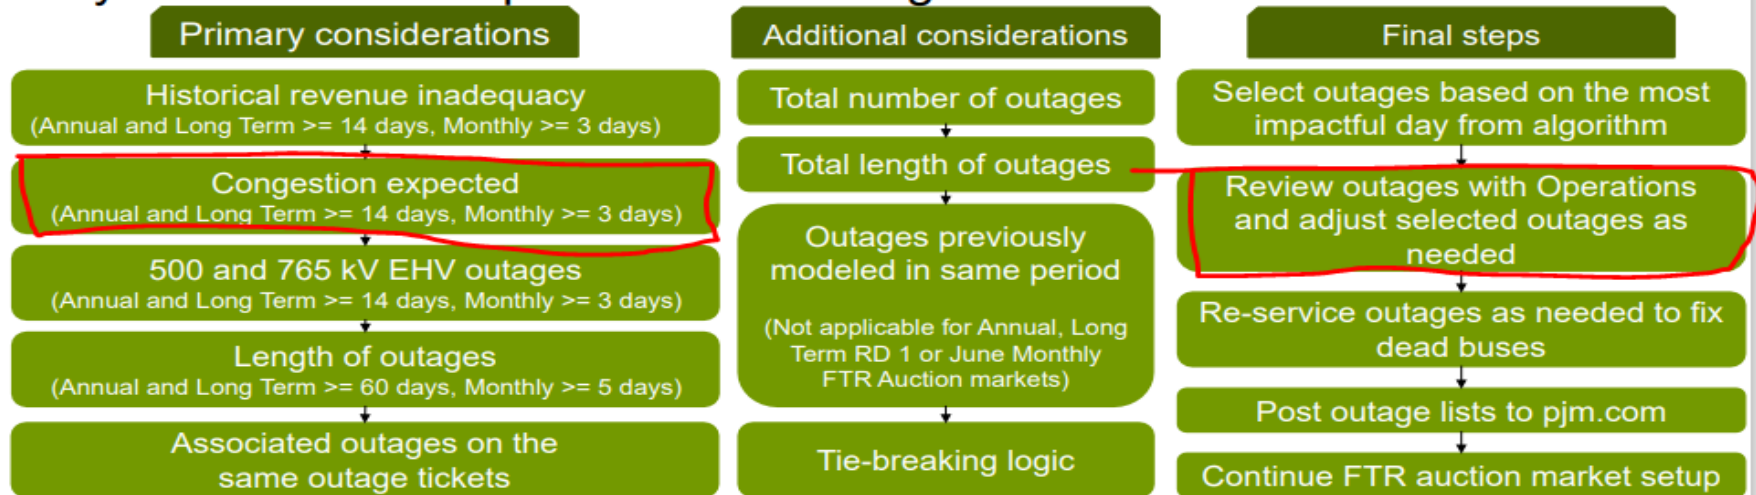 Primary considerations
Historical revenue inadequacy
(Annual and Long Term >= 14 days, Monthly >= 3 days)
Congestion expected
(Annual and Long Term >= 14 days, Monthly >= 3 days)
500 and 765 kV EHV outages
(Annual and Long Term >= 14 days, Monthly >= 3 days)
Length of outages
(Annual and Long Term >= 60 days, Monthly >= 5 days)
Associated outages on the
same outage tickets
Additional considerations
Total number of outages
Total length of outages
Outages previously
modeled in same period
(Not applicable for Annual, Long
Term RD 1 or June Monthly
FTR Auction markets)
Tie-breaking logic
Final steps
Select outages based on the most
impactful day from algorithm
Review outages with Operations
and adjust selected outages as
needed
Re-service outages as needed to fix
dead buses
Post outage lists to pjm.com
Continue FTR auction market setup